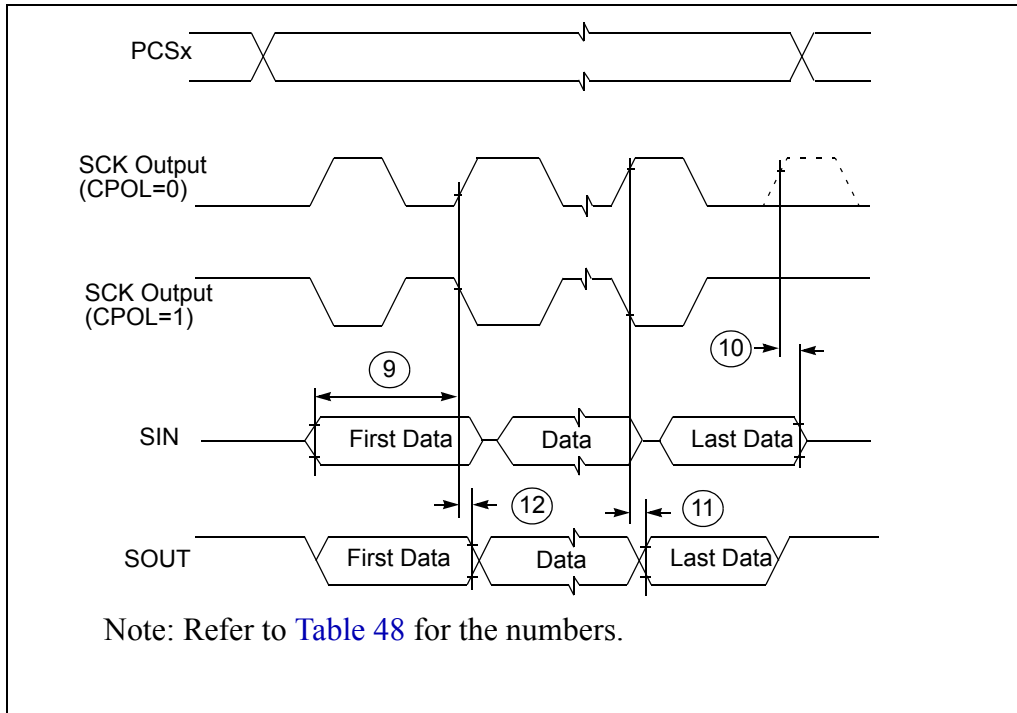 PCSx
SCK Output
(CPOL=0)
SCK Output
(CPOL=1)
10
9
SIN
First Data
Data
Last Data
12
11
SOUT
First Data
Data
Last Data
Note: Refer to Table 48 for the numbers.